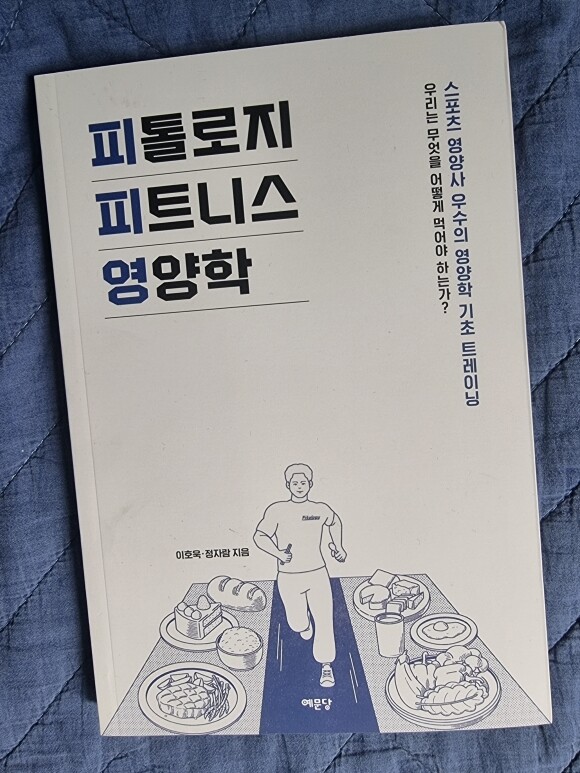 피톨로지
피트니스
영양학
스포츠 영양사 우수의 영양학 기초 트레이닝
우리는 무엇을 어떻게 먹어야 하는가?
이호욱·정자람 지음
예문당